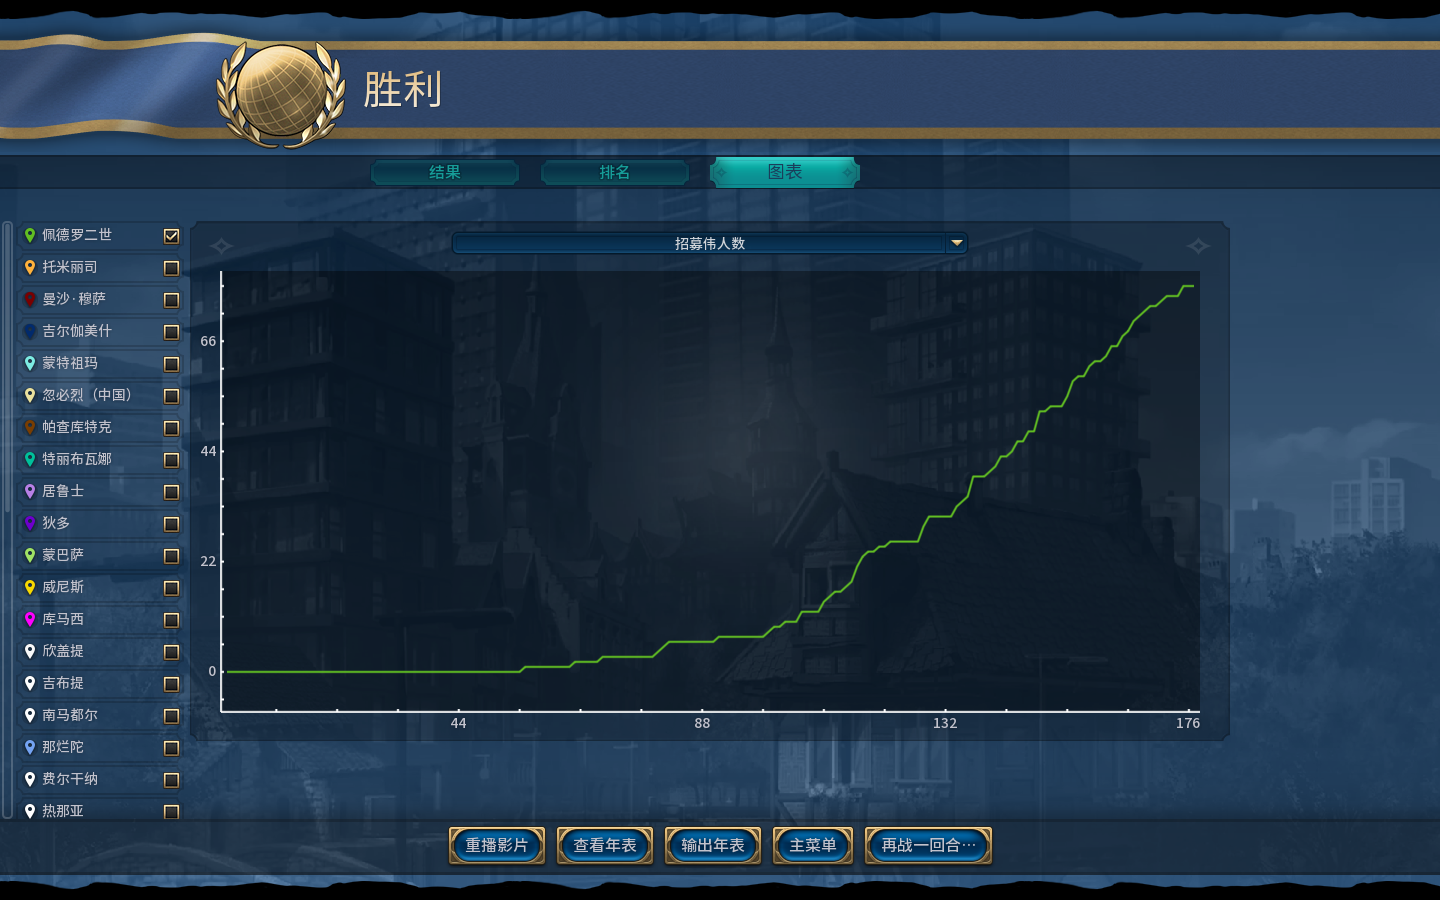 胜利
结果
排名
图表
佩德罗二世
托米丽司
曼沙·穆萨
吉尔伽美什
蒙特祖玛
忽必烈（中国）
帕查库特克
特丽布瓦娜
居鲁士
狄多
蒙巴萨
威尼斯
库马西
欣盖提
吉布提
南马都尔
那烂陀
费尔干纳
热那亚
招募伟人数
66
44
22
0
44
88
132
176
重播影片
查看年表
输出年表
主菜单
再战一回合…